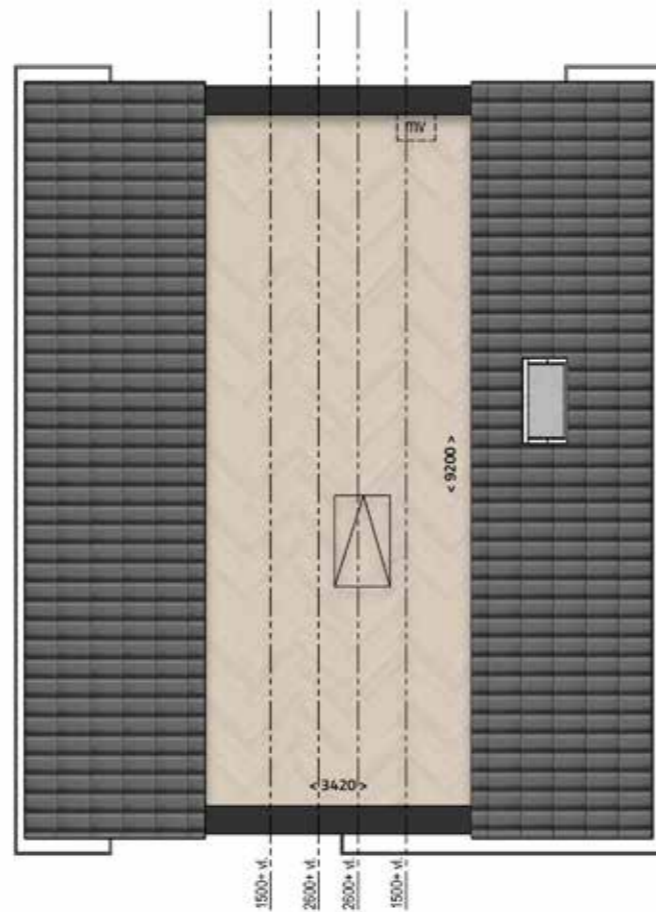 mv
< 9200 >
< 3420 >
1500+ vl.
2600+ vl.
2600+ vl.
1500+ vl.